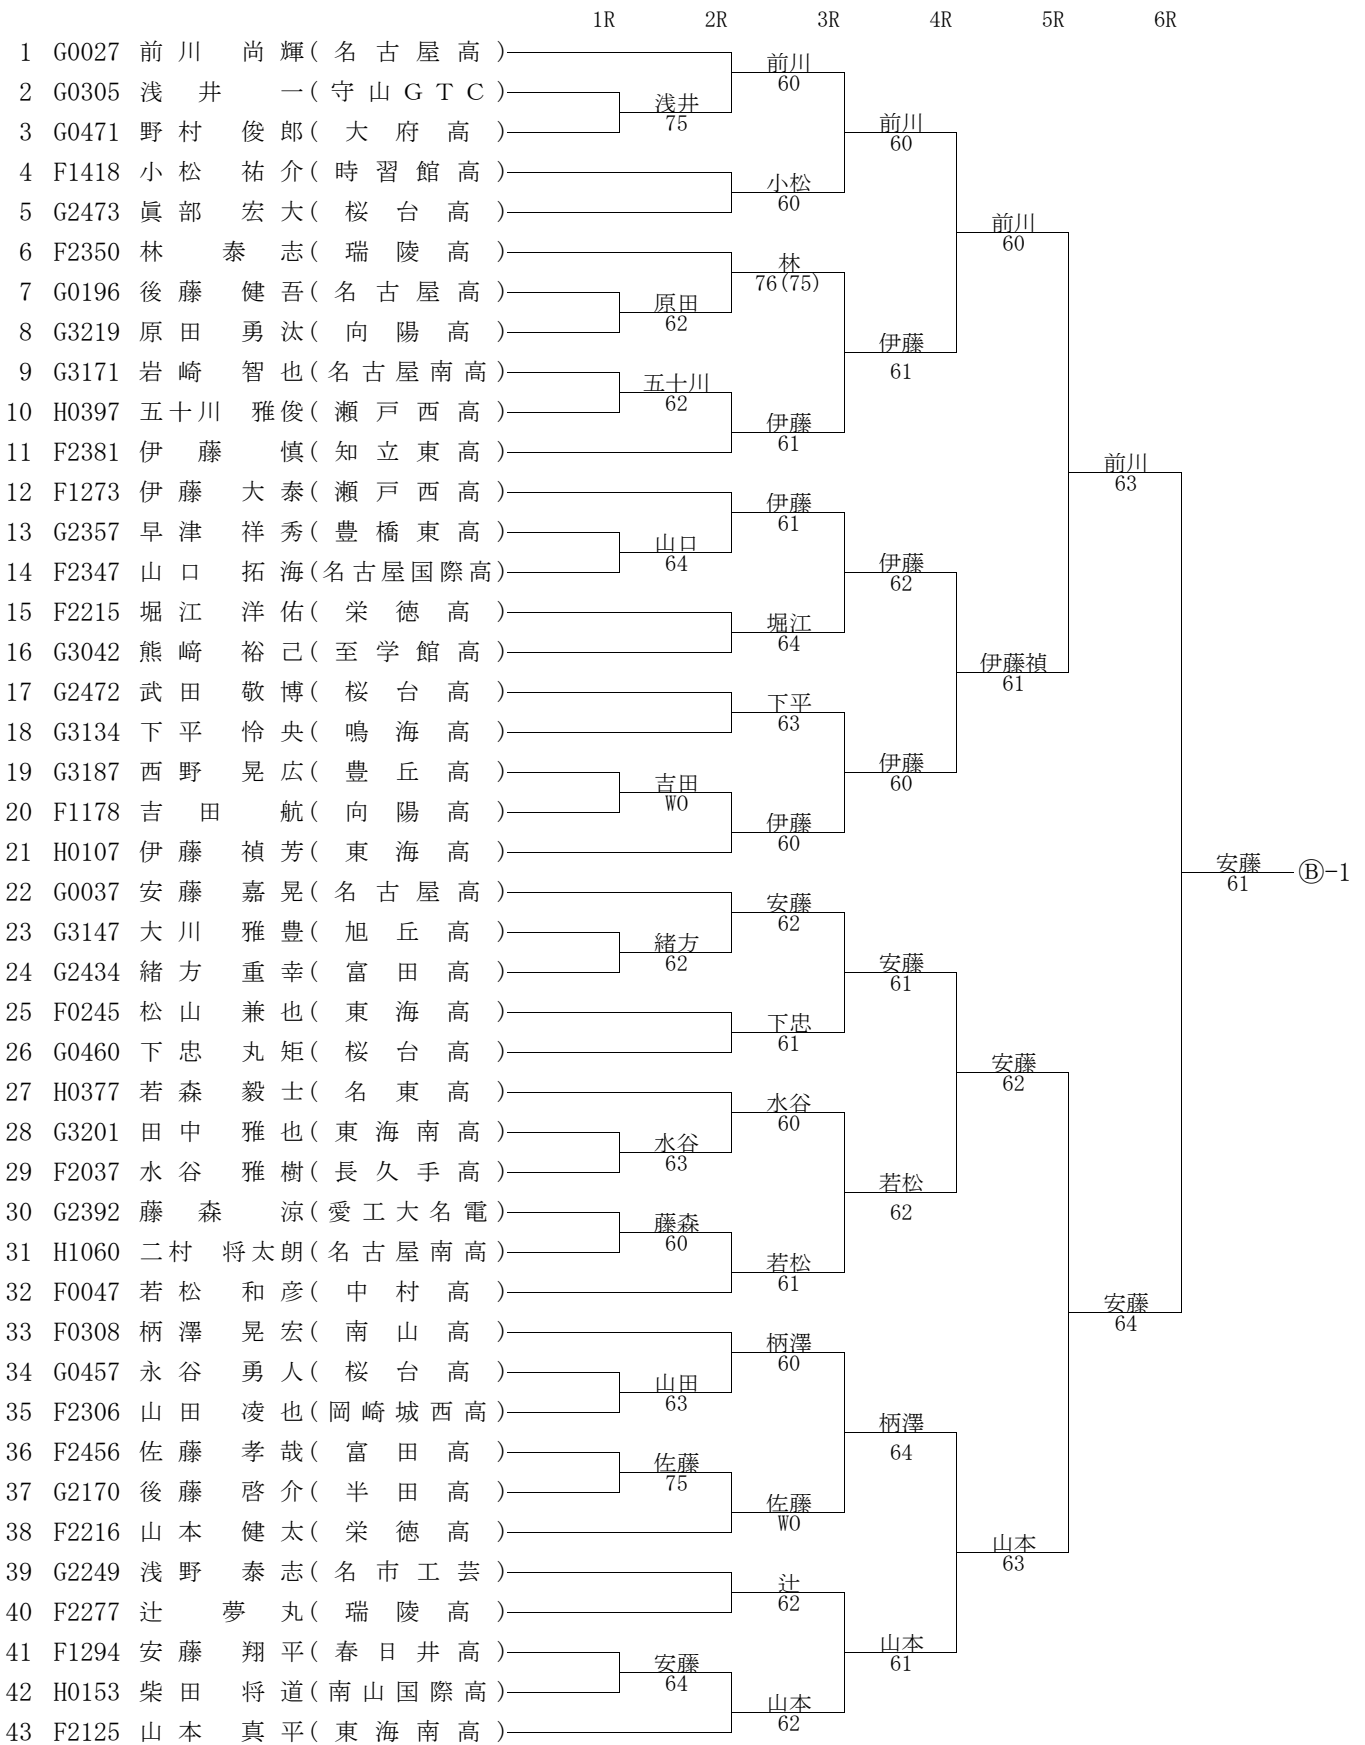 1R 2R 3R 4R 5R 6R
1 G0027 前川 尚輝(名古屋高)
前川
60
2 G0305 浅井 一(守山GTC)
浅井
75
3 G0471 野村 俊郎(大府高)
前川
60
4 F1418 小松 祐介(時習館高)
小松
60
5 G2473 眞部 宏大(桜台高)
前川
60
6 F2350 林 泰志(瑞陵高)
林
76(75)
7 G0196 後藤 健吾(名古屋高)
原田
62
8 G3219 原田 勇汰(向陽高)
伊藤
61
9 G3171 岩崎 智也(名古屋南高)
五十川
62
10 H0397 五十川 雅俊(瀬戸西高)
伊藤
61
11 F2381 伊藤 慎(知立東高)
前川
63
12 F1273 伊藤 大泰(瀬戸西高)
伊藤
61
13 G2357 早津 祥秀(豊橋東高)
山口
64
14 F2347 山口 拓海(名古屋国際高)
伊藤
62
15 F2215 堀江 洋佑(栄徳高)
堀江
64
16 G3042 熊﨑 裕己(至学館高)
伊藤禎
61
17 G2472 武田 敬博(桜台高)
下平
63
18 G3134 下平 怜央(鳴海高)
伊藤
60
19 G3187 西野 晃広(豊丘高)
吉田
WO
20 F1178 吉田 航(向陽高)
伊藤
60
21 H0107 伊藤 禎芳(東海高)
安藤
61
Ⓑ-1
22 G0037 安藤 嘉晃(名古屋高)
安藤
62
23 G3147 大川 雅豊(旭丘高)
緒方
62
24 G2434 緒方 重幸(富田高)
安藤
61
25 F0245 松山 兼也(東海高)
下忠
61
26 G0460 下忠 丸矩(桜台高)
安藤
62
27 H0377 若森 毅士(名東高)
水谷
60
28 G3201 田中 雅也(東海南高)
水谷
63
29 F2037 水谷 雅樹(長久手高)
若松
62
30 G2392 藤森 涼(愛工大名電)
藤森
60
31 H1060 二村 将太朗(名古屋南高)
若松
61
32 F0047 若松 和彦(中村高)
安藤
64
33 F0308 柄澤 晃宏(南山高)
柄澤
60
34 G0457 永谷 勇人(桜台高)
山田
63
35 F2306 山田 凌也(岡崎城西高)
柄澤
64
36 F2456 佐藤 孝哉(富田高)
佐藤
75
37 G2170 後藤 啓介(半田高)
佐藤
WO
38 F2216 山本 健太(栄徳高)
山本
63
39 G2249 浅野 泰志(名市工芸)
辻
62
40 F2277 辻 夢丸(瑞陵高)
山本
61
41 F1294 安藤 翔平(春日井高)
安藤
64
42 H0153 柴田 将道(南山国際高)
山本
62
43 F2125 山本 真平(東海南高)